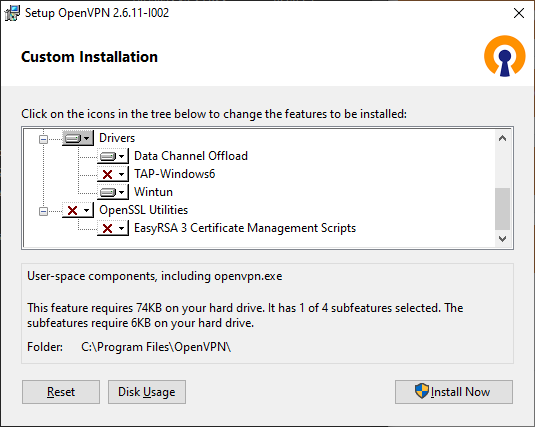 Setup OpenVPN 2.6.11-I002
Custom Installation
Click on the icons in the tree below to change the features to be installed:
Drivers
Data Channel Offload
TAP-Windows6
Wintun
OpenSSL Utilities
EasyRSA 3 Certificate Management Scripts
User-space components, including openvpn.exe
This feature requires 74KB on your hard drive. It has 1 of 4 subfeatures selected. The
subfeatures require 6KB on your hard drive.
Folder: C:\Program Files\OpenVPN\
Reset Disk Usage Install Now